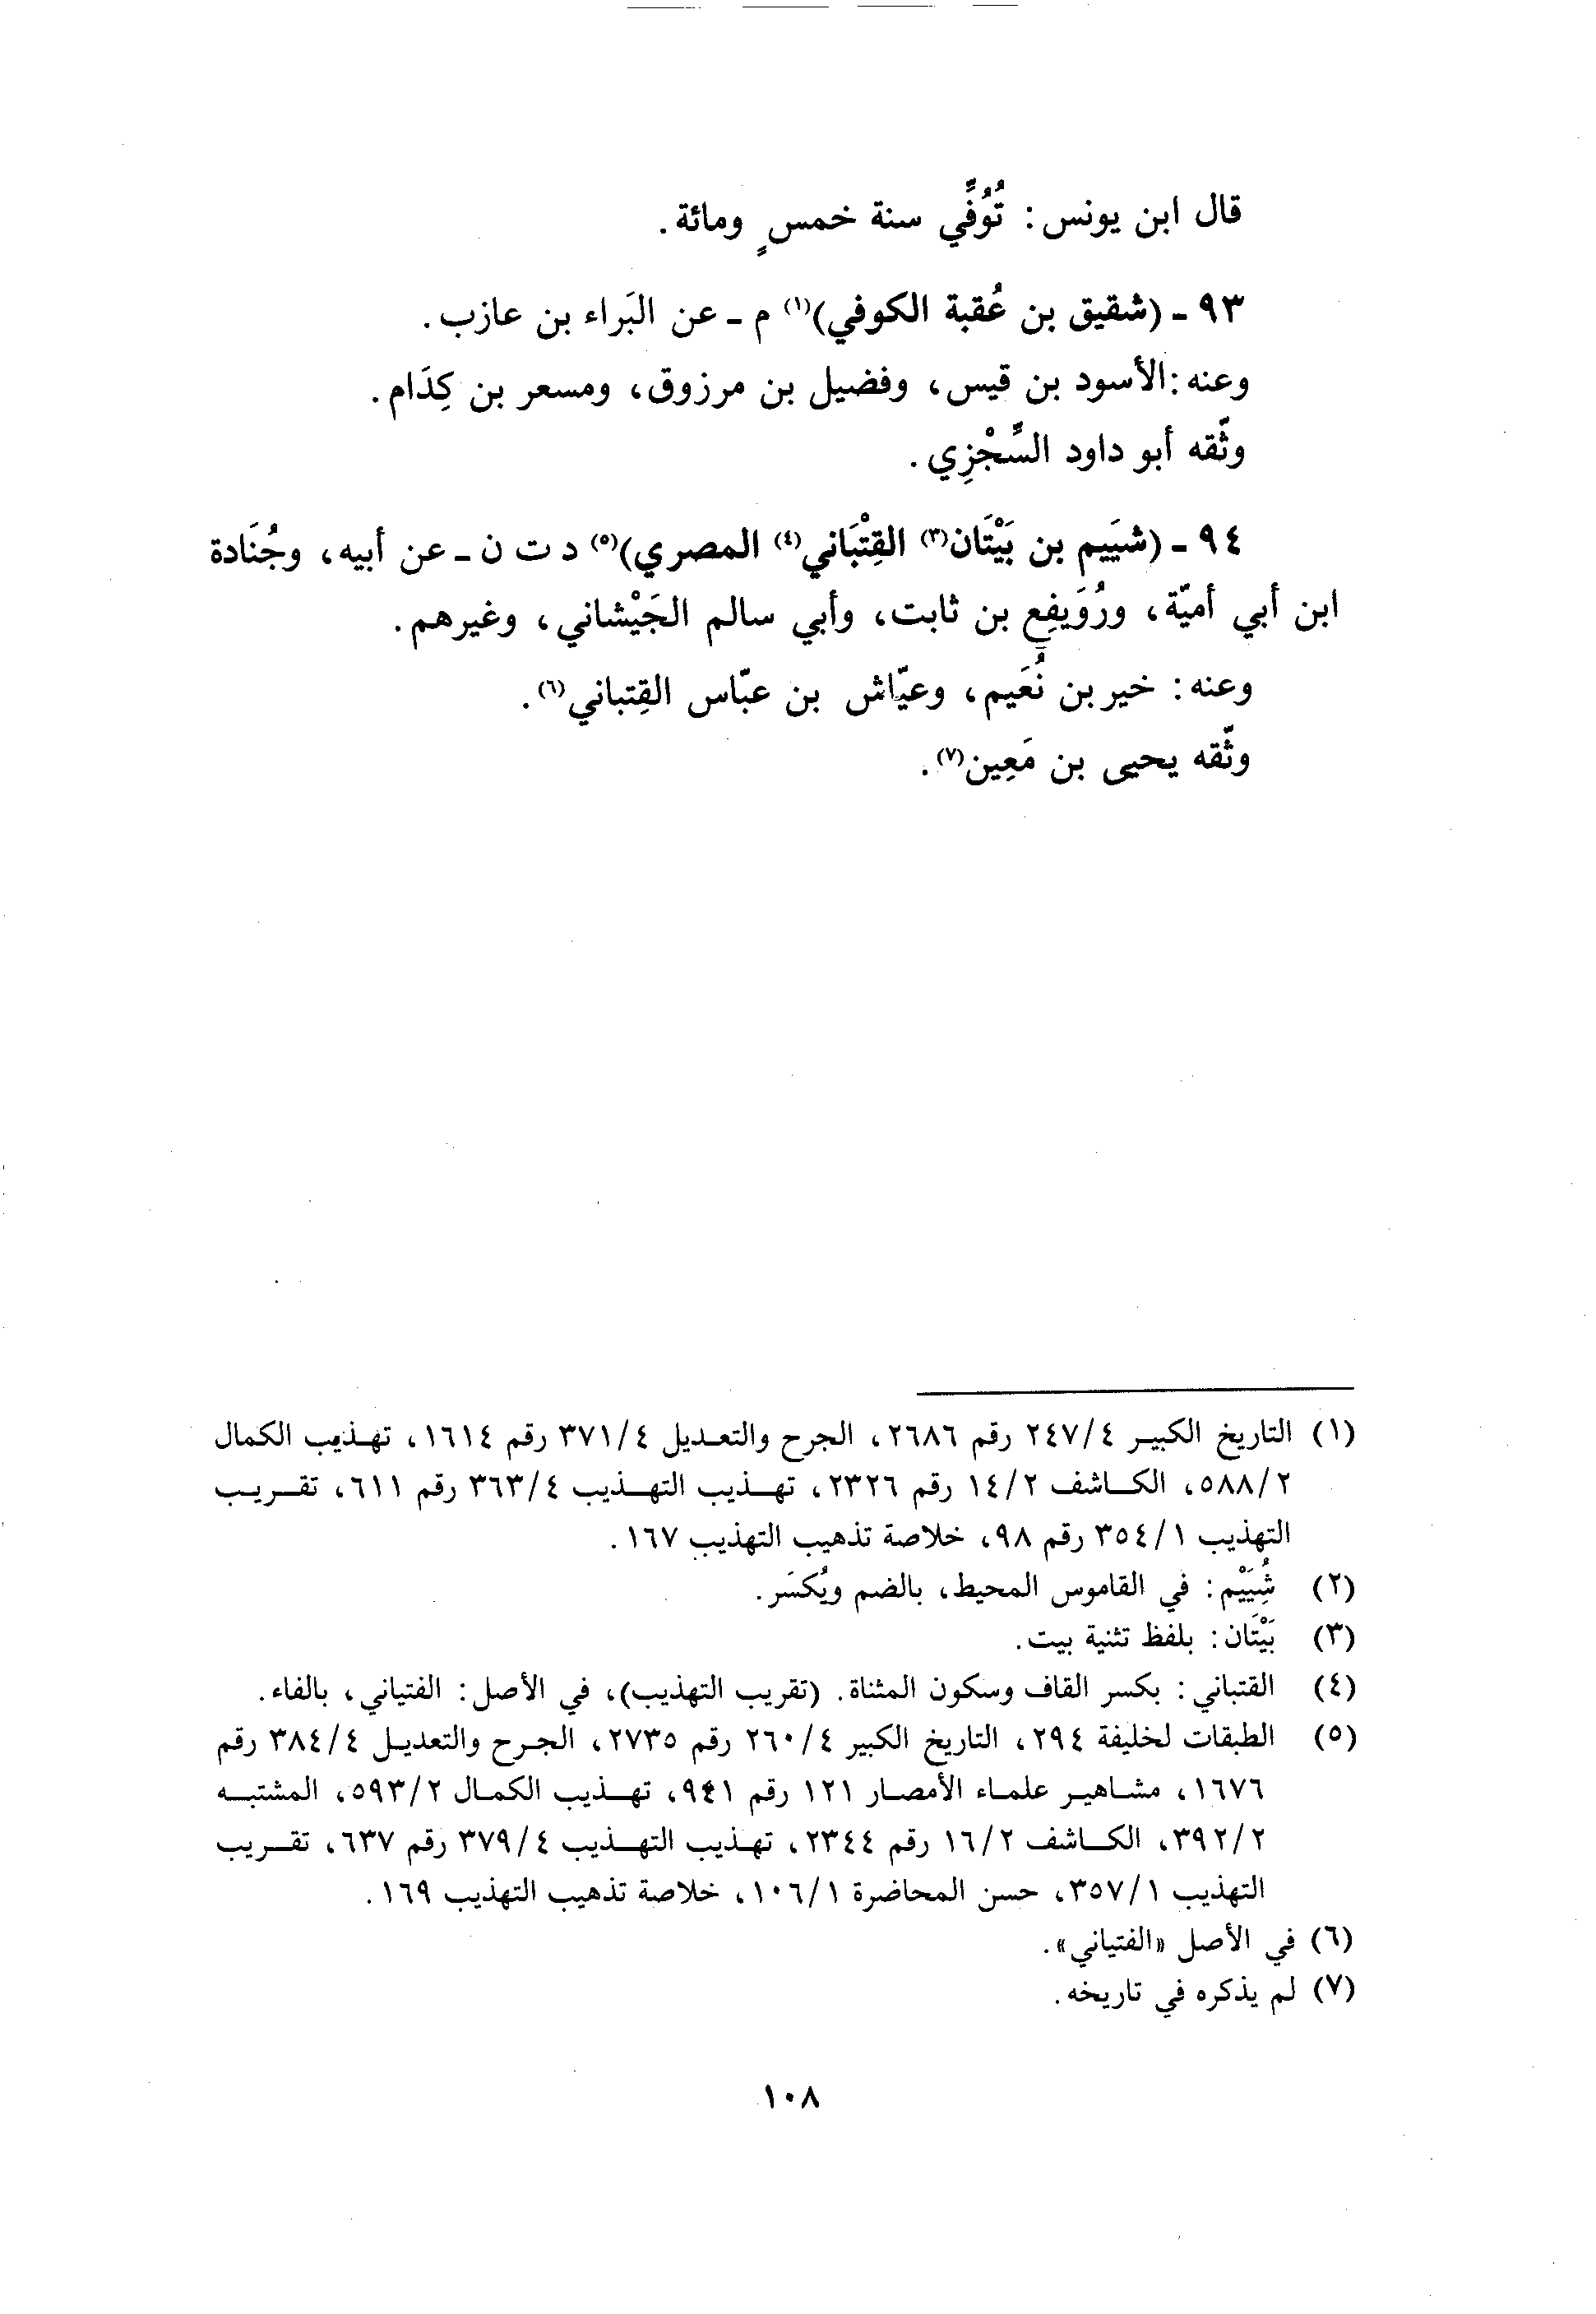 قال ابن يونس: تُوُفِّي سنة خمسٍ ومائة.
٩٣ - (شقيق بن عُقبة الكوفي)(١) م - عن البَراء بن عازب.
وعنه: الأسود بن قيس، وفضيل بن مرزوق، ومسعر بن كِدَام.
وثّقه أبو داود السِّجْزِي.
٩٤ - (شيَيم بن بَيْتَان(٣) القِتْبَاني(٤) المصري)(٥) د ت ن - عن أبيه، وجُنَادة
ابن أبي أميّة، ورُوَيفِع بن ثابت، وأبي سالم الجَيْشاني، وغيرهم.
وعنه: خير بن نُعَيم، وعيّاش بن عبّاس القِتباني(٦).
وثّقه يحيى بن مَعِين(٧).
(١) التاريخ الكبير ٢٤٧/٤ رقم ٢٦٨٦، الجرح والتعديل ٣٧١/٤ رقم ١٦١٤، تهذيب الكمال
٥٨٨/٢، الكاشف ١٤/٢ رقم ٢٣٢٦، تهذيب التهذيب ٣٦٣/٤ رقم ٦١١، تقريب
التهذيب ٣٥٤/١ رقم ٩٨، خلاصة تذهيب التهذيب ١٦٧.
(٢) شُِيَيْم: في القاموس المحيط، بالضم ويُكسَر.
(٣) بَيْتَان: بلفظ تثنية بيت.
(٤) القتباني: بكسر القاف وسكون المثناة. (تقريب التهذيب)، في الأصل: الفتياني، بالفاء.
(٥) الطبقات لخليفة ٢٩٤، التاريخ الكبير ٢٦٠/٤ رقم ٢٧٣٥، الجرح والتعديل ٣٨٤/٤ رقم
١٦٧٦، مشاهير علماء الأمصار ١٢١ رقم ٩٤١، تهذيب الكمال ٥٩٣/٢، المشتبه
٣٩٢/٢، الكاشف ١٦/٢ رقم ٢٣٤٤، تهذيب التهذيب ٣٧٩/٤ رقم ٦٣٧، تقريب
التهذيب ٣٥٧/١، حسن المحاضرة ١٠٦/١، خلاصة تذهيب التهذيب ١٦٩.
(٦) في الأصل «الفتياني».
(٧) لم يذكره في تاريخه.
١٠٨